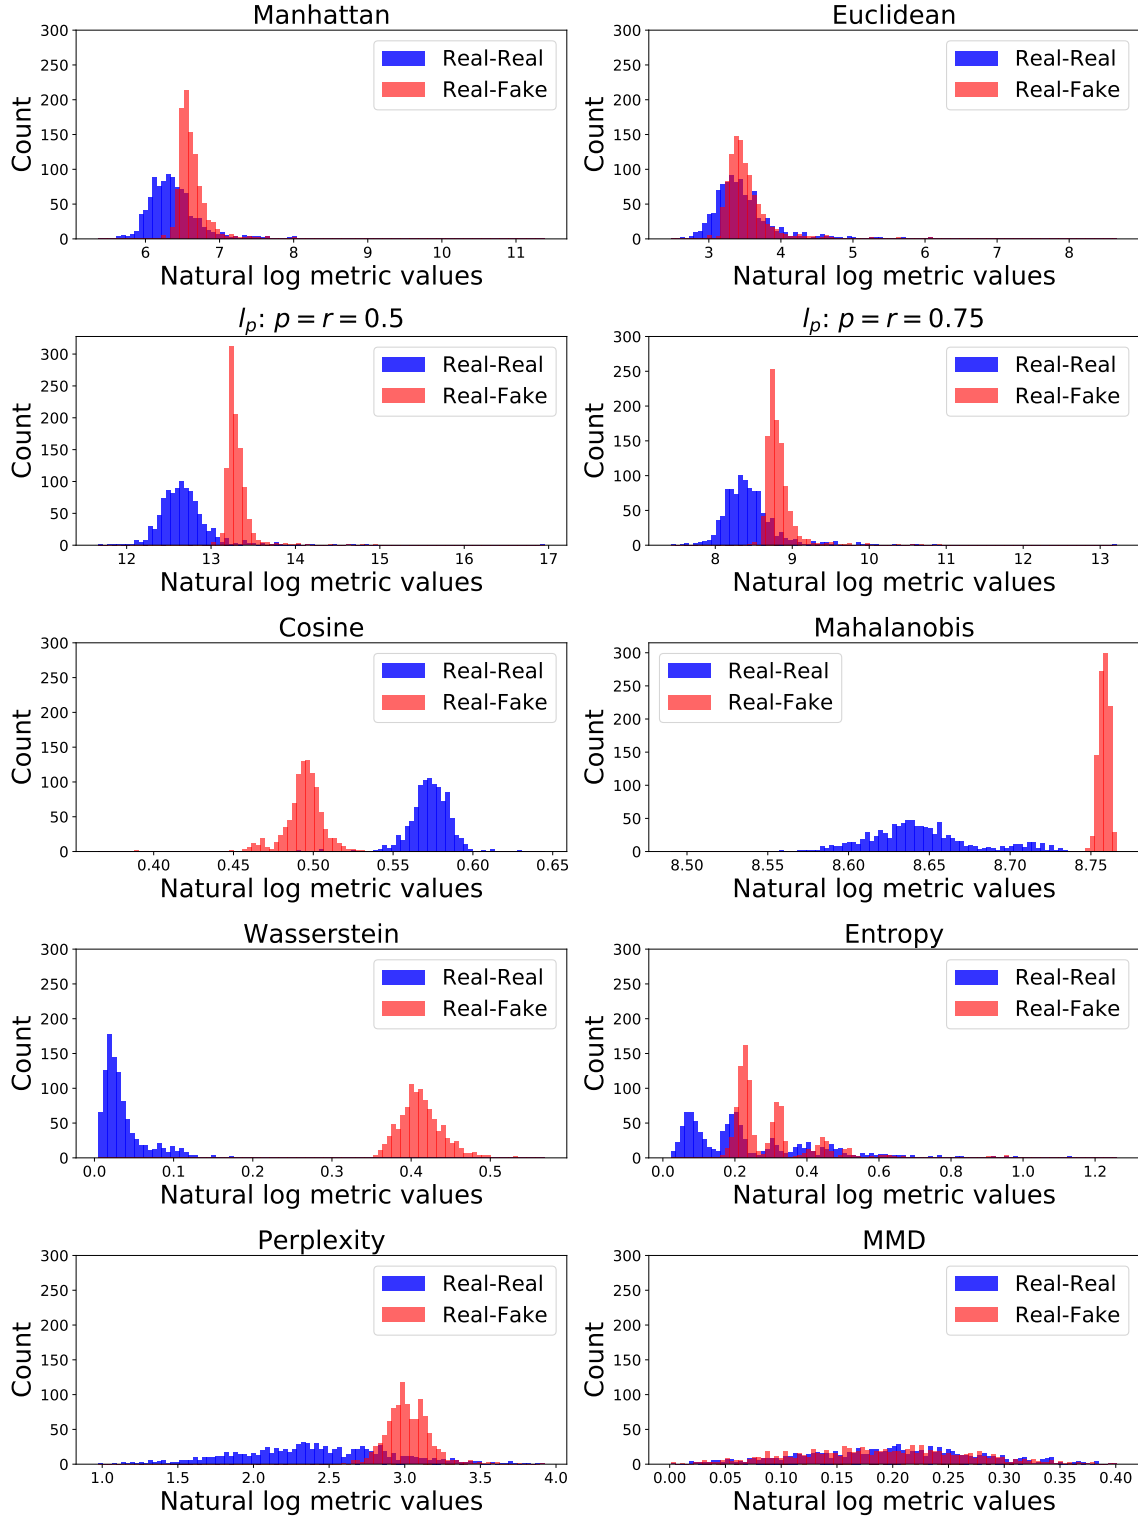 Manhattan
300
250
200
150
100
50
0
Count
Real-Real
Real-Fake
6 7 8 9 10 11
Natural log metric values
Euclidean
300
250
200
150
100
50
0
Count
Real-Real
Real-Fake
3 4 5 6 7 8
Natural log metric values
l_p: p = r = 0.5
300
250
200
150
100
50
0
Count
Real-Real
Real-Fake
12 13 14 15 16 17
Natural log metric values
l_p: p = r = 0.75
300
250
200
150
100
50
0
Count
Real-Real
Real-Fake
8 9 10 11 12 13
Natural log metric values
Cosine
300
250
200
150
100
50
0
Count
Real-Real
Real-Fake
0.40 0.45 0.50 0.55 0.60 0.65
Natural log metric values
Mahalanobis
300
250
200
150
100
50
0
Count
Real-Real
Real-Fake
8.50 8.55 8.60 8.65 8.70 8.75
Natural log metric values
Wasserstein
300
250
200
150
100
50
0
Count
Real-Real
Real-Fake
0.0 0.1 0.2 0.3 0.4 0.5
Natural log metric values
Entropy
300
250
200
150
100
50
0
Count
Real-Real
Real-Fake
0.0 0.2 0.4 0.6 0.8 1.0 1.2
Natural log metric values
Perplexity
300
250
200
150
100
50
0
Count
Real-Real
Real-Fake
1.0 1.5 2.0 2.5 3.0 3.5 4.0
Natural log metric values
MMD
300
250
200
150
100
50
0
Count
Real-Real
Real-Fake
0.00 0.05 0.10 0.15 0.20 0.25 0.30 0.35 0.40
Natural log metric values